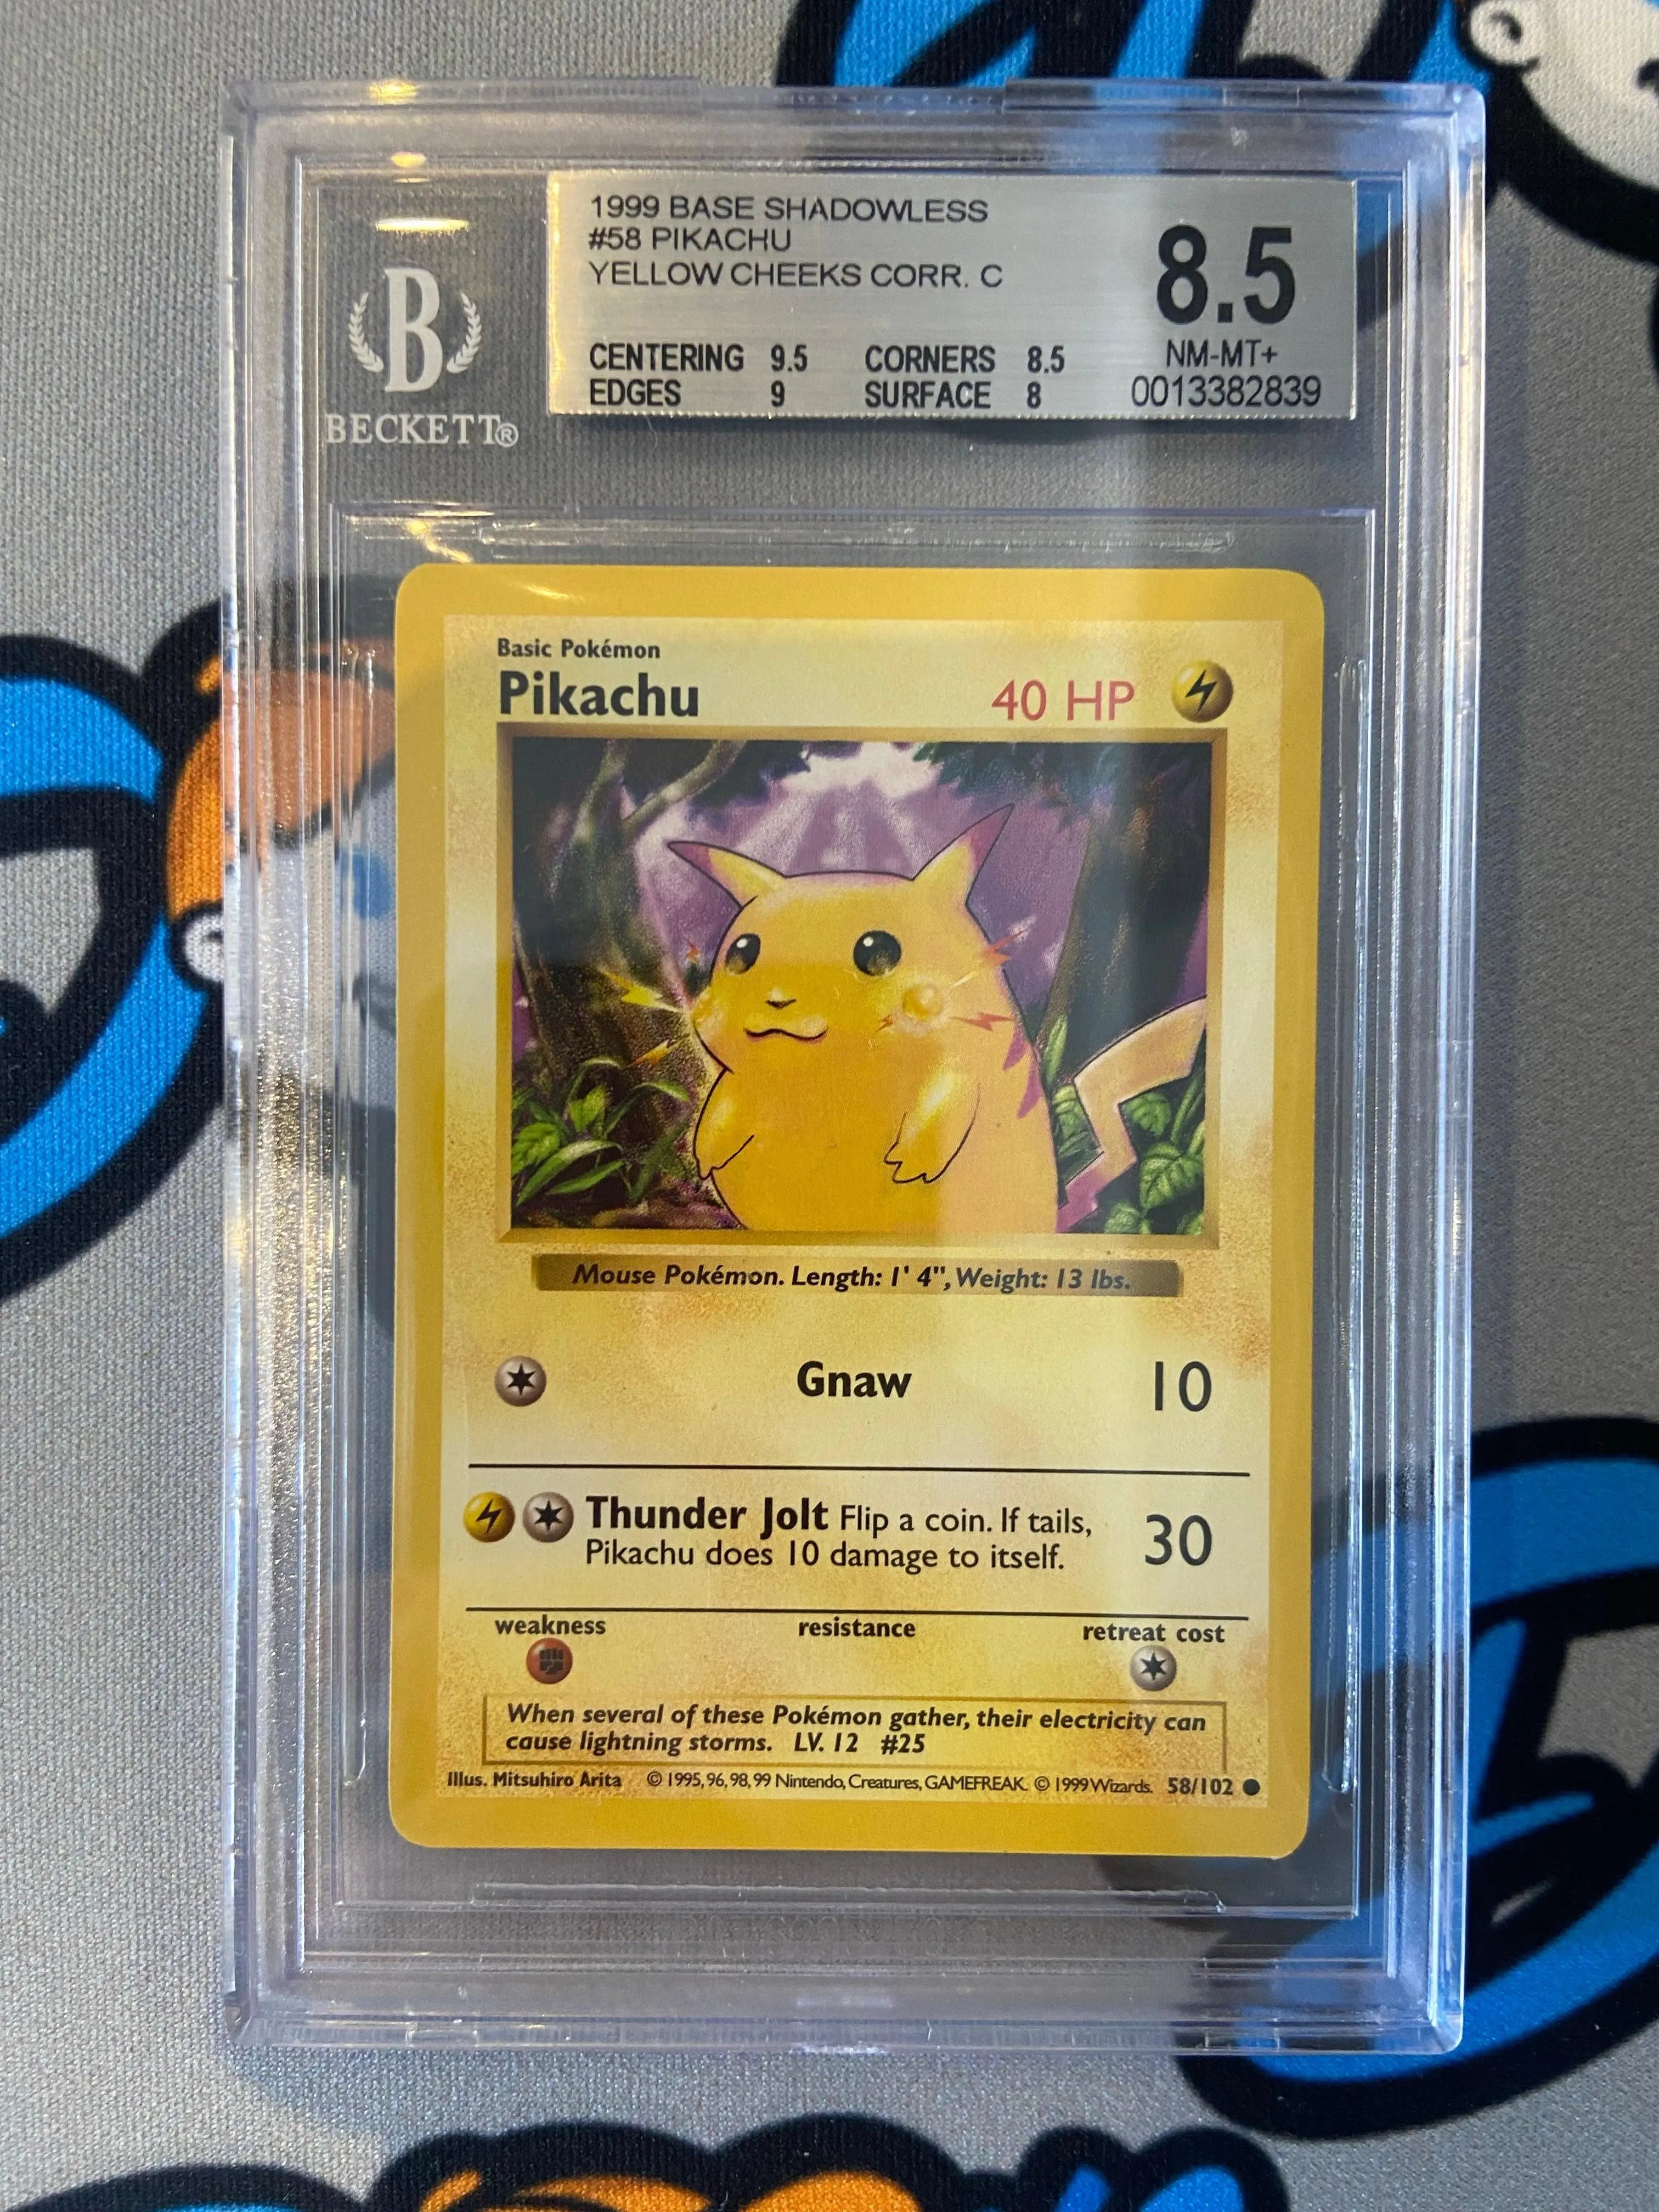 1999 BASE SHADOWLESS
#58 PIKACHU
YELLOW CHEEKS CORR. C
8.5
NM-MT+
CENTERING 9.5 CORNERS 8.5
EDGES 9 SURFACE 8
0013382839
B
BECKETT®
Basic Pokémon
Pikachu 40 HP
Mouse Pokémon. Length: 1' 4", Weight: 13 lbs.
Gnaw 10
Thunder Jolt Flip a coin. If tails,
Pikachu does 10 damage to itself.
30
weakness resistance retreat cost
When several of these Pokémon gather, their electricity can
cause lightning storms. LV. 12 #25
Illus. Mitsuhiro Arita © 1995, 96, 98, 99 Nintendo, Creatures, GAMEFREAK. © 1999 Wizards. 58/102 ●